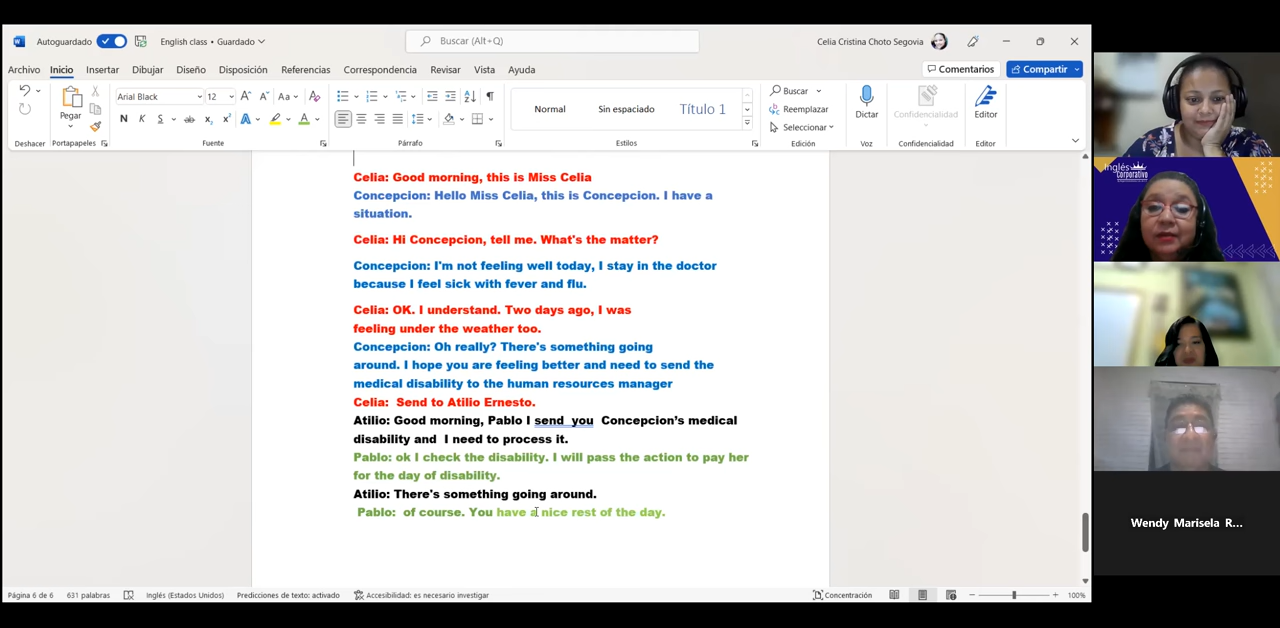 Autoguardado
English class • Guardado
Buscar (Alt+Q)
Celia Cristina Choto Segovia
Archivo Inicio Insertar Dibujar Diseño Disposición Referencias Correspondencia Revisar Vista Ayuda
Comentarios Compartir
Pegar
Arial Black 12
Normal Sin espaciado Título 1
Buscar
Reemplazar
Seleccionar
Dictar
Confidencialidad
Editor
Deshacer Portapapeles Fuente Párrafo Estilos Edición Voz Confidencialidad Editor
Celia: Good morning, this is Miss Celia
Concepcion: Hello Miss Celia, this is Concepcion. I have a
situation.
Celia: Hi Concepcion, tell me. What's the matter?
Concepcion: I'm not feeling well today, I stay in the doctor
because I feel sick with fever and flu.
Celia: OK. I understand. Two days ago, I was
feeling under the weather too.
Concepcion: Oh really? There's something going
around. I hope you are feeling better and need to send the
medical disability to the human resources manager
Celia: Send to Atilio Ernesto.
Atilio: Good morning, Pablo I send you Concepcion’s medical
disability and I need to process it.
Pablo: ok I check the disability. I will pass the action to pay her
for the day of disability.
Atilio: There's something going around.
Pablo: of course. You have a nice rest of the day.
Página 6 de 6 631 palabras Inglés (Estados Unidos) Predicciones de texto: activado Accesibilidad: es necesario investigar Concentración 100%
Inglés
Corporativo
Wendy Marisela R...